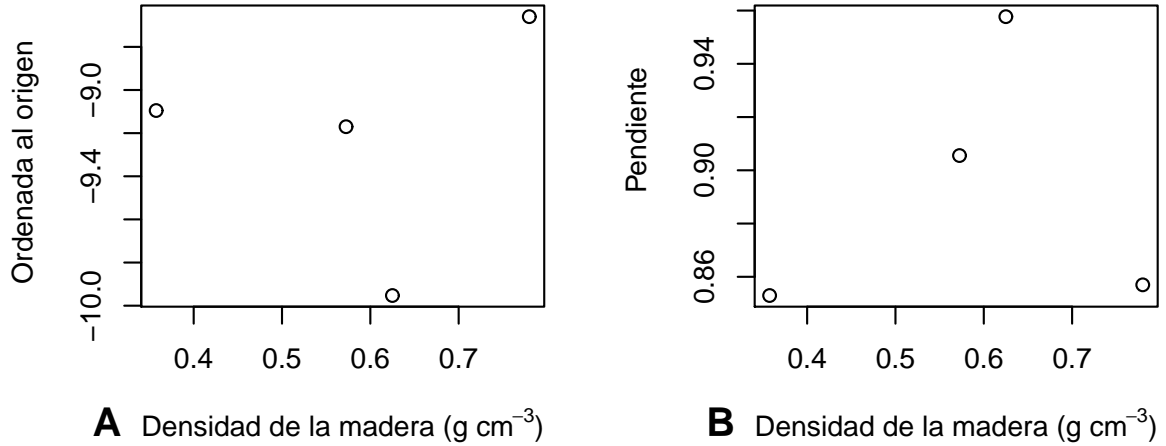 Ordenada al origen
−9.0
−9.4
−10.0
0.4 0.5 0.6 0.7
A Densidad de la madera (g cm⁻³)
Pendiente
0.94
0.90
0.86
0.4 0.5 0.6 0.7
B Densidad de la madera (g cm⁻³)